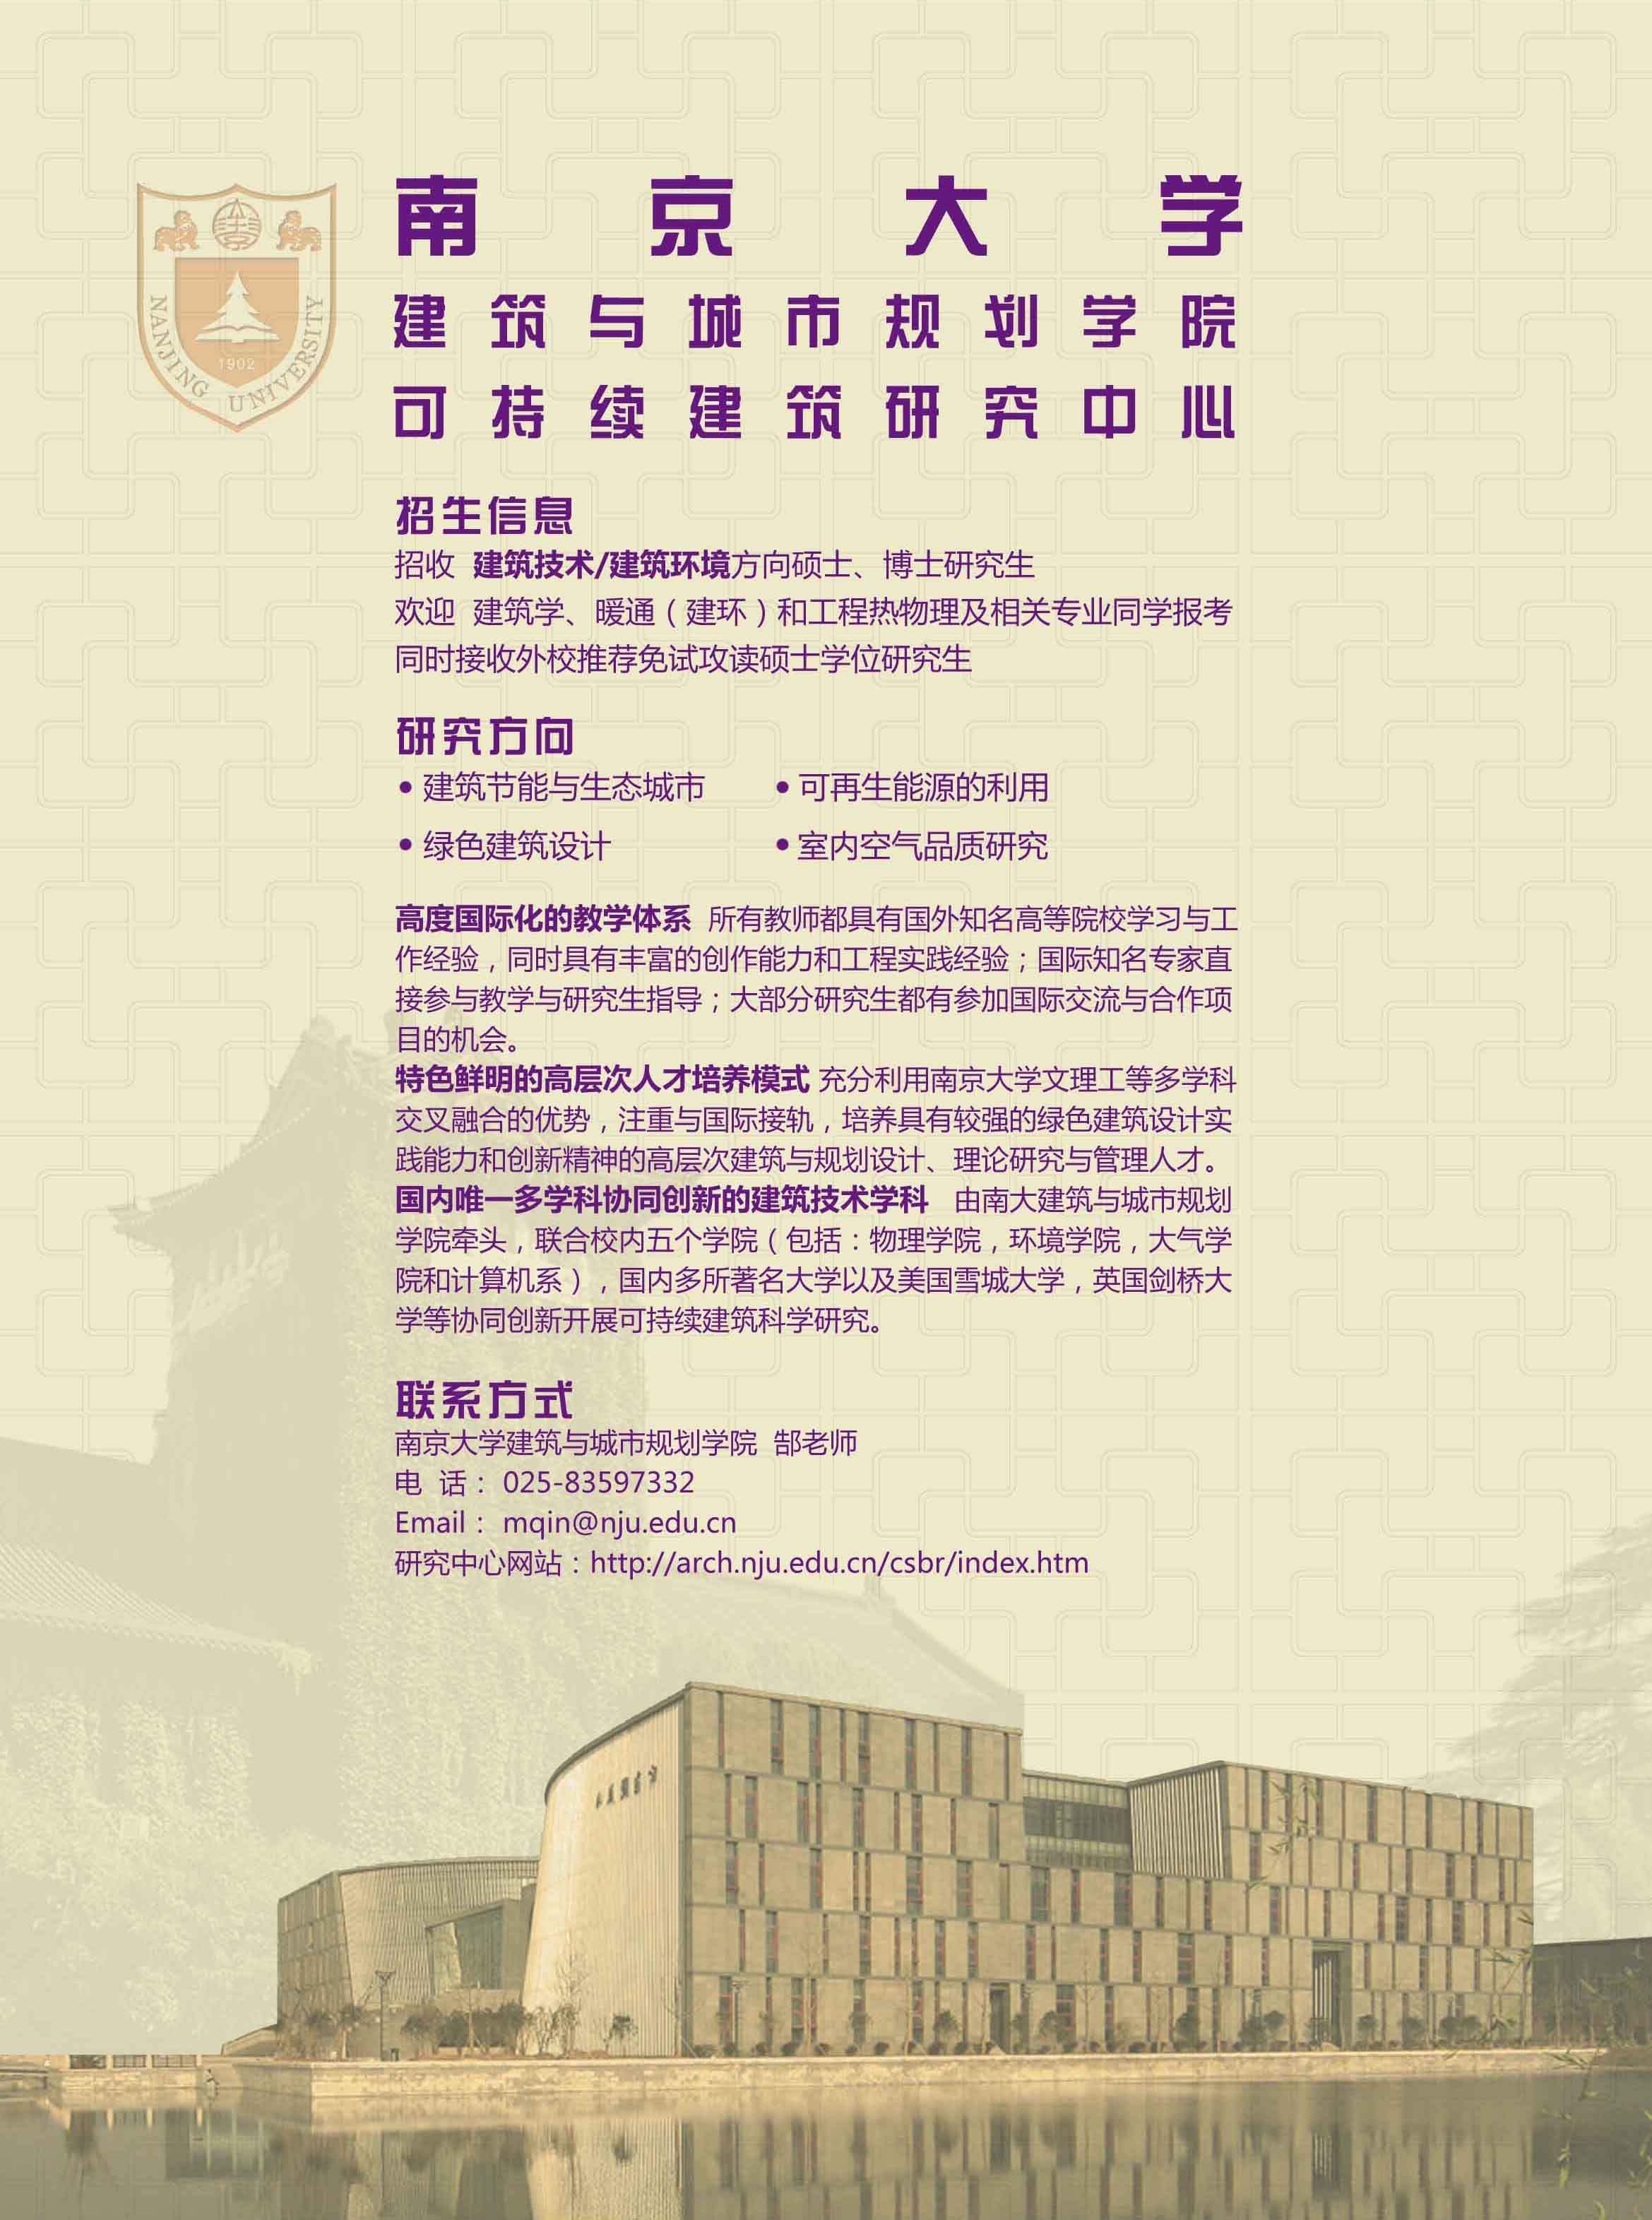 南京大学
建筑与城市规划学院
可持续建筑研究中心
NANJING UNIVERSITY
1902
招生信息
招收 建筑技术/建筑环境方向硕士、博士研究生
欢迎 建筑学、暖通（建环）和工程热物理及相关专业同学报考
同时接收外校推荐免试攻读硕士学位研究生
研究方向
• 建筑节能与生态城市 • 可再生能源的利用
• 绿色建筑设计 • 室内空气品质研究
高度国际化的教学体系 所有教师都具有国外知名高等院校学习与工
作经验，同时具有丰富的创作能力和工程实践经验；国际知名专家直
接参与教学与研究生指导；大部分研究生都有参加国际交流与合作项
目的机会。
特色鲜明的高层次人才培养模式 充分利用南京大学文理工等多学科
交叉融合的优势，注重与国际接轨，培养具有较强的绿色建筑设计实
践能力和创新精神的高层次建筑与规划设计、理论研究与管理人才。
国内唯一多学科协同创新的建筑技术学科 由南大建筑与城市规划
学院牵头，联合校内五个学院（包括：物理学院，环境学院，大气学
院和计算机系），国内多所著名大学以及美国雪城大学，英国剑桥大
学等协同创新开展可持续建筑科学研究。
联系方式
南京大学建筑与城市规划学院 郜老师
电 话： 025-83597332
Email： mqin@nju.edu.cn
研究中心网站：http://arch.nju.edu.cn/csbr/index.htm